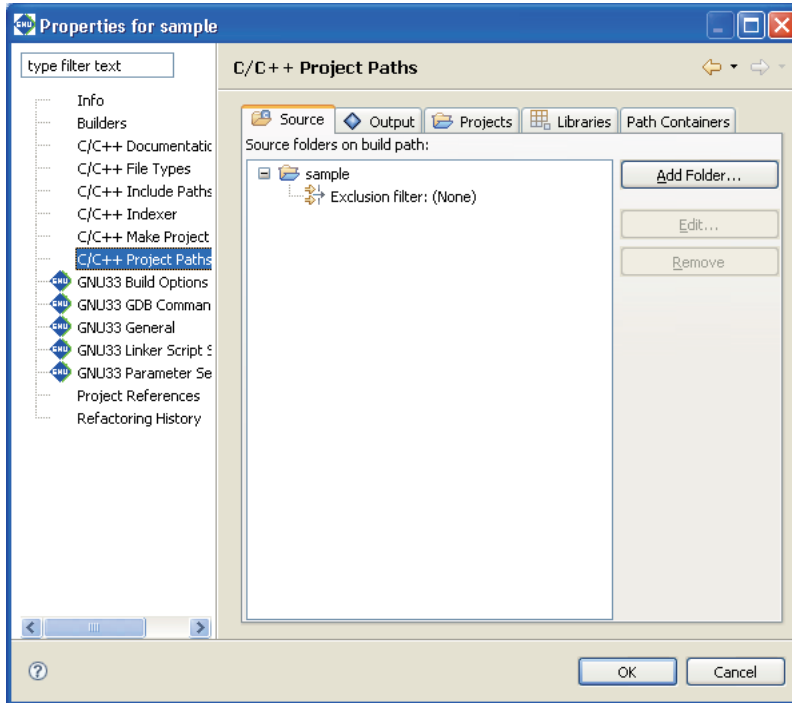 Properties for sample
type filter text
Info
Builders
C/C++ Documentatic
C/C++ File Types
C/C++ Include Paths
C/C++ Indexer
C/C++ Make Project
C/C++ Project Paths
GNU33 Build Options
GNU33 GDB Comman
GNU33 General
GNU33 Linker Script S
GNU33 Parameter Se
Project References
Refactoring History
C/C++ Project Paths
Source Output Projects Libraries Path Containers
Source folders on build path:
sample
Exclusion filter: (None)
Add Folder...
Edit...
Remove
OK Cancel